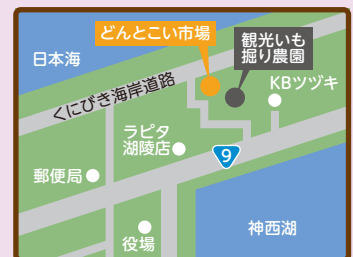 どんとこい市場
観光いも
掘り農園
日本海
くにびき海岸道路
KBツヅキ
ラピタ
湖陵店
9
郵便局
役場
神西湖